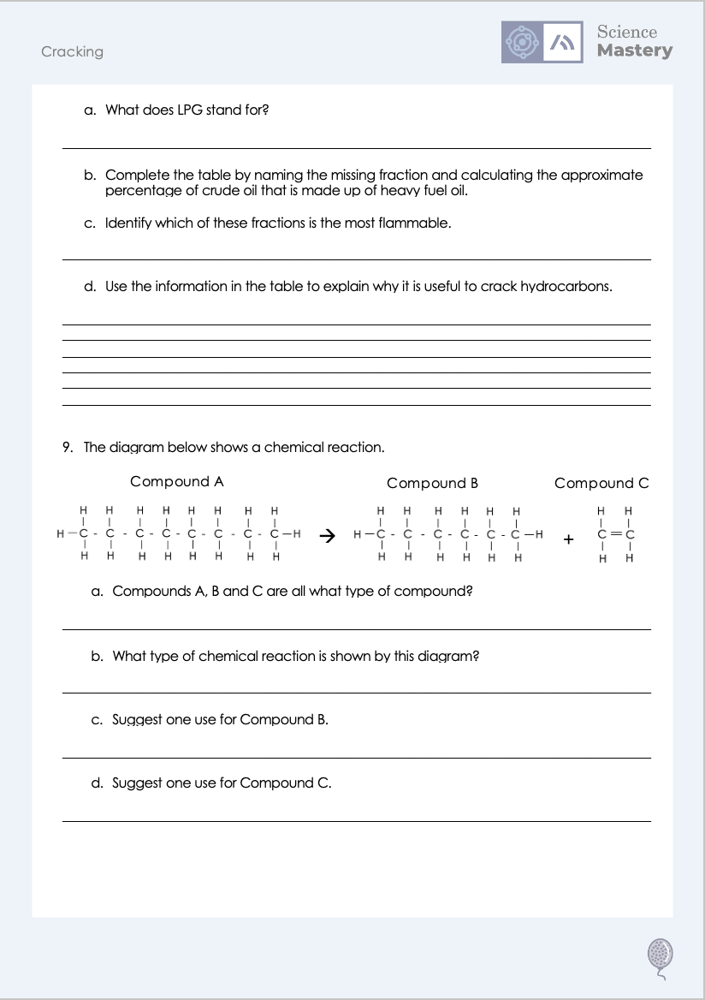 Cracking
Science
Mastery
a. What does LPG stand for?
b. Complete the table by naming the missing fraction and calculating the approximate
percentage of crude oil that is made up of heavy fuel oil.
c. Identify which of these fractions is the most flammable.
d. Use the information in the table to explain why it is useful to crack hydrocarbons.
9. The diagram below shows a chemical reaction.
Compound A Compound B Compound C
H H H H H H H H H H H H H H H H
H – C - C - C - C - C - C - C - C – H → H – C - C - C - C - C - C – H + C = C
H H H H H H H H H H H H H H H H
a. Compounds A, B and C are all what type of compound?
b. What type of chemical reaction is shown by this diagram?
c. Suggest one use for Compound B.
d. Suggest one use for Compound C.